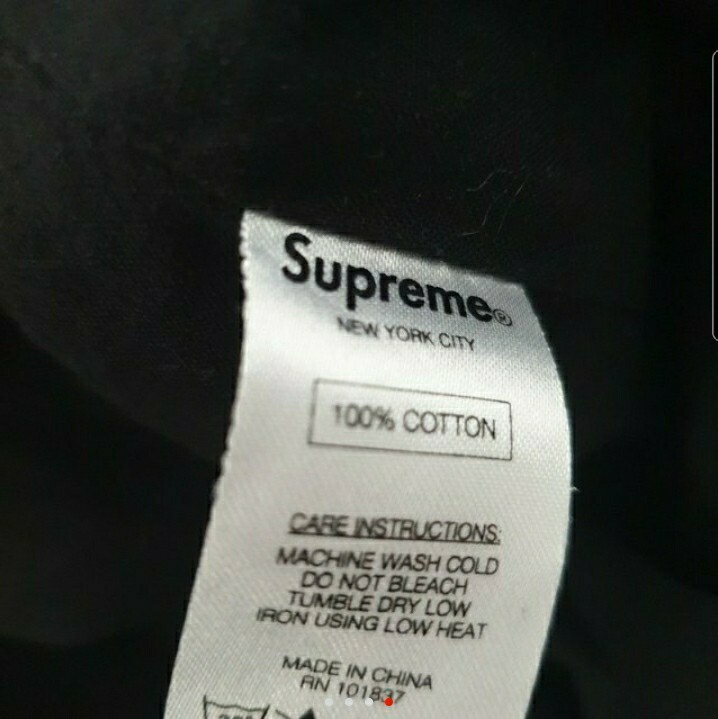 Supreme®
NEW YORK CITY
100% COTTON
CARE INSTRUCTIONS:
MACHINE WASH COLD
DO NOT BLEACH
TUMBLE DRY LOW
IRON USING LOW HEAT
MADE IN CHINA
RN 101837